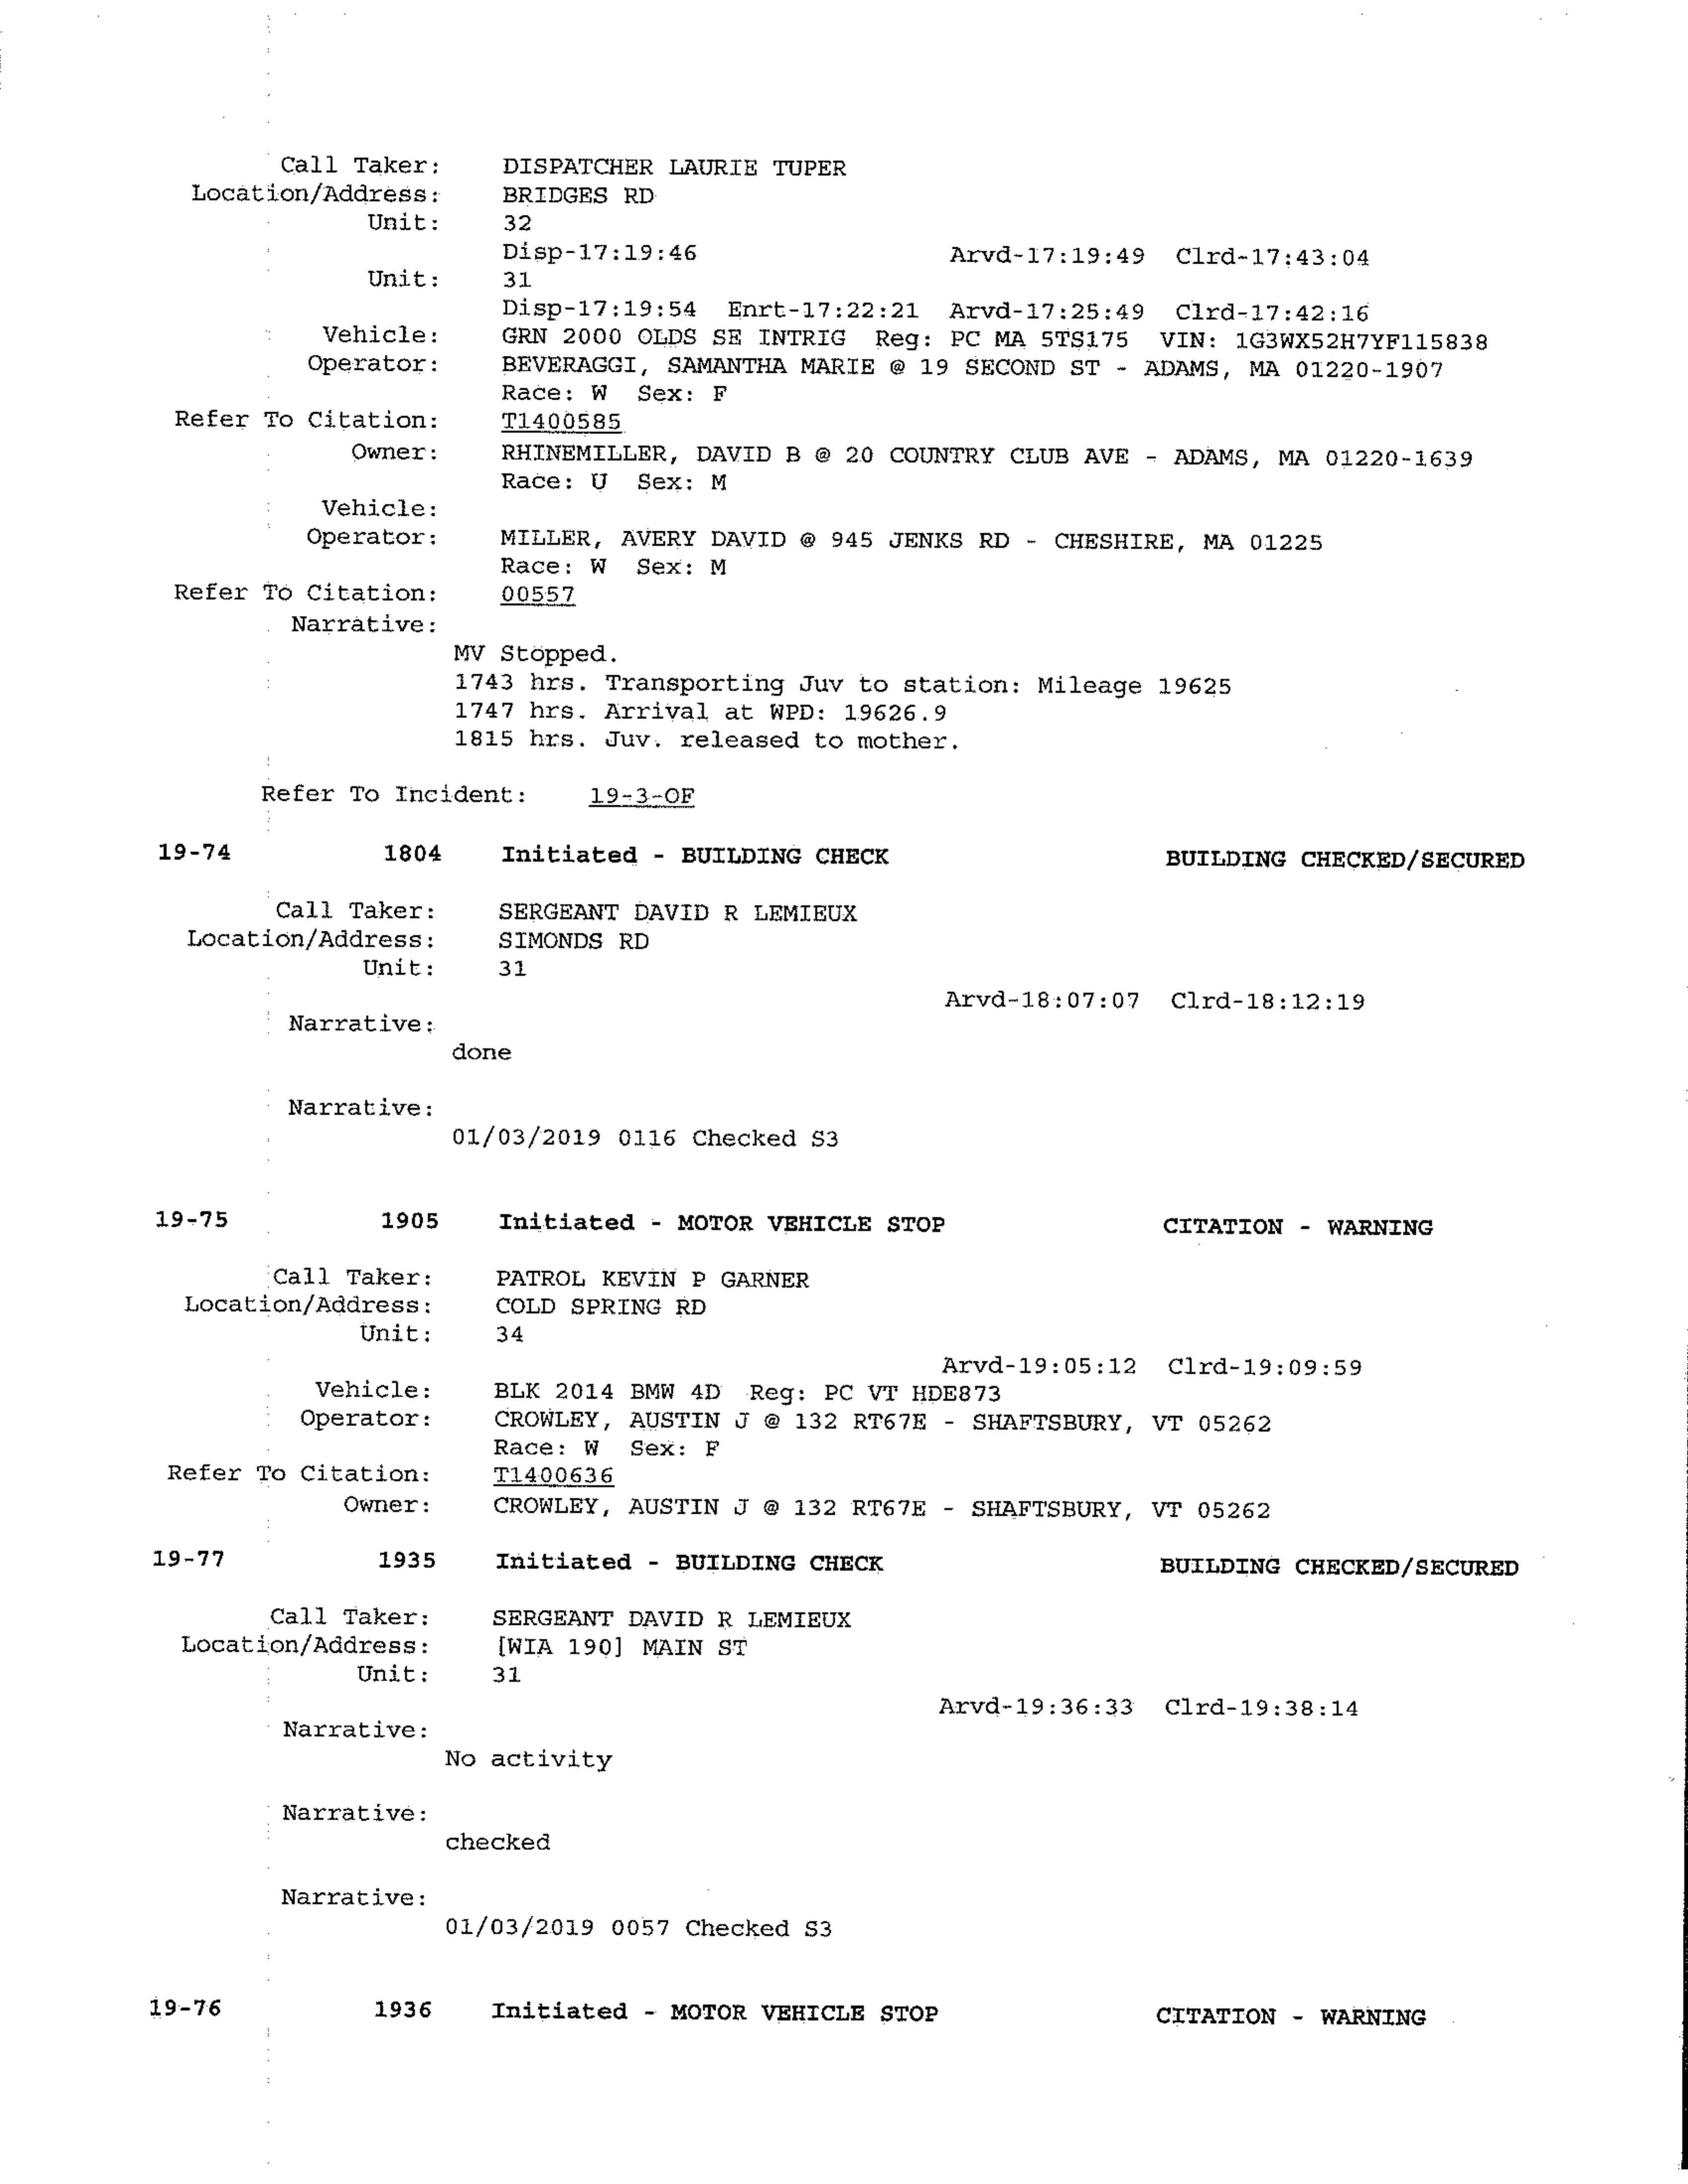 Call Taker: DISPATCHER LAURIE TUPER
Location/Address: BRIDGES RD
Unit: 32
Disp-17:19:46 Arvd-17:19:49 Clrd-17:43:04
Unit: 31
Disp-17:19:54 Enrt-17:22:21 Arvd-17:25:49 Clrd-17:42:16
Vehicle: GRN 2000 OLDS SE INTRIG Reg: PC MA 5TS175 VIN: 1G3WX52H7YF115838
Operator: BEVERAGGI, SAMANTHA MARIE @ 19 SECOND ST - ADAMS, MA 01220-1907
Race: W Sex: F
Refer To Citation: T1400585
Owner: RHINEMILLER, DAVID B @ 20 COUNTRY CLUB AVE - ADAMS, MA 01220-1639
Race: U Sex: M
Vehicle:
Operator: MILLER, AVERY DAVID @ 945 JENKS RD - CHESHIRE, MA 01225
Race: W Sex: M
Refer To Citation: 00557
Narrative:
MV Stopped.
1743 hrs. Transporting Juv to station: Mileage 19625
1747 hrs. Arrival at WPD: 19626.9
1815 hrs. Juv. released to mother.
Refer To Incident: 19-3-OF
19-74 1804 Initiated - BUILDING CHECK BUILDING CHECKED/SECURED
Call Taker: SERGEANT DAVID R LEMIEUX
Location/Address: SIMONDS RD
Unit: 31
Arvd-18:07:07 Clrd-18:12:19
Narrative:
done
Narrative:
01/03/2019 0116 Checked S3
19-75 1905 Initiated - MOTOR VEHICLE STOP CITATION - WARNING
Call Taker: PATROL KEVIN P GARNER
Location/Address: COLD SPRING RD
Unit: 34
Arvd-19:05:12 Clrd-19:09:59
Vehicle: BLK 2014 BMW 4D Reg: PC VT HDE873
Operator: CROWLEY, AUSTIN J @ 132 RT67E - SHAFTSBURY, VT 05262
Race: W Sex: F
Refer To Citation: T1400636
Owner: CROWLEY, AUSTIN J @ 132 RT67E - SHAFTSBURY, VT 05262
19-77 1935 Initiated - BUILDING CHECK BUILDING CHECKED/SECURED
Call Taker: SERGEANT DAVID R LEMIEUX
Location/Address: [WIA 190] MAIN ST
Unit: 31
Arvd-19:36:33 Clrd-19:38:14
Narrative:
No activity
Narrative:
checked
Narrative:
01/03/2019 0057 Checked S3
19-76 1936 Initiated - MOTOR VEHICLE STOP CITATION - WARNING